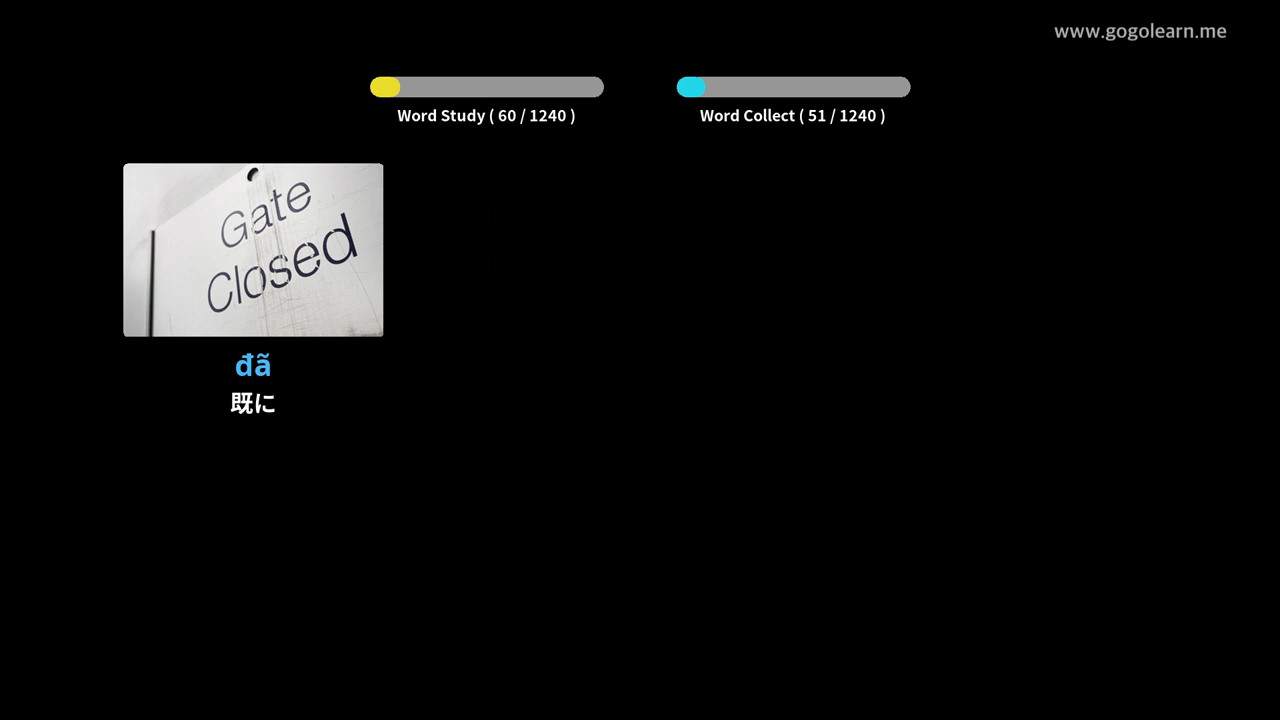 www.gogolearn.me
Word Study ( 60 / 1240 )
Word Collect ( 51 / 1240 )
Gate
Closed
đã
既に